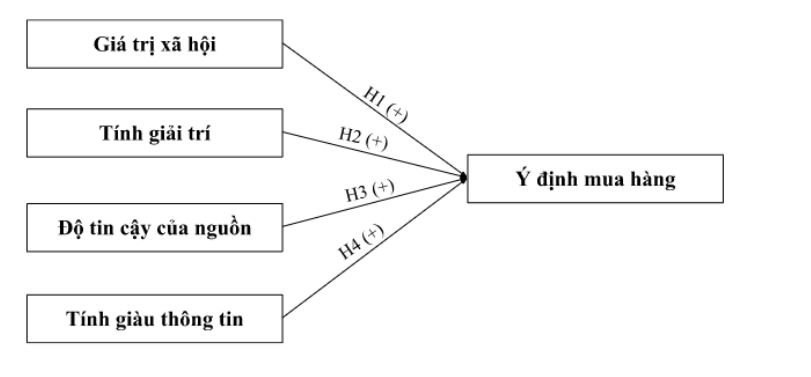 Giá trị xã hội
H1 (+)
Tính giải trí
H2 (+)
Ý định mua hàng
H3 (+)
Độ tin cậy của nguồn
H4 (+)
Tính giàu thông tin